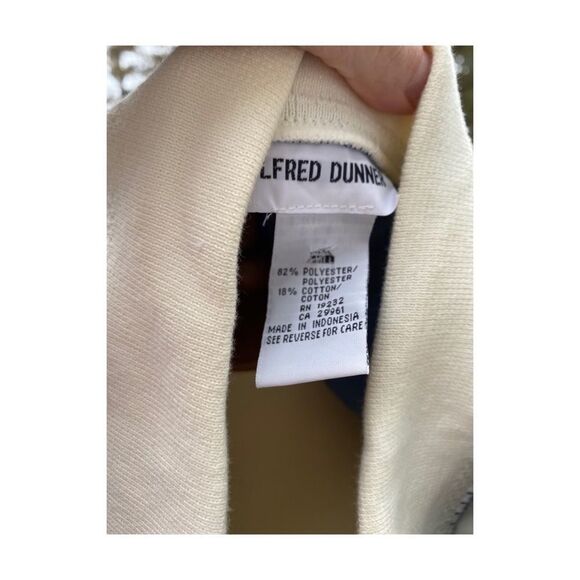 LFRED DUNNER
82% POLYESTER/
POLYESTER
18% COTTON/
COTON
RN 19232
CA 29961
MADE IN INDONESIA
SEE REVERSE FOR CARE